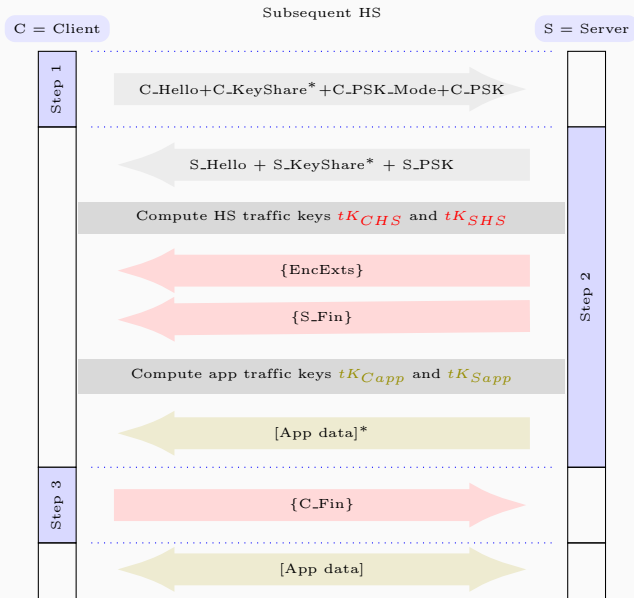 Subsequent HS
C = Client
S = Server
Step 1
C_Hello+C_KeyShare*+C_PSK_Mode+C_PSK
S_Hello + S_KeyShare* + S_PSK
Compute HS traffic keys tK_CHS and tK_SHS
{EncExts}
Step 2
{S_Fin}
Compute app traffic keys tK_Capp and tK_Sapp
[App data]*
Step 3
{C_Fin}
[App data]